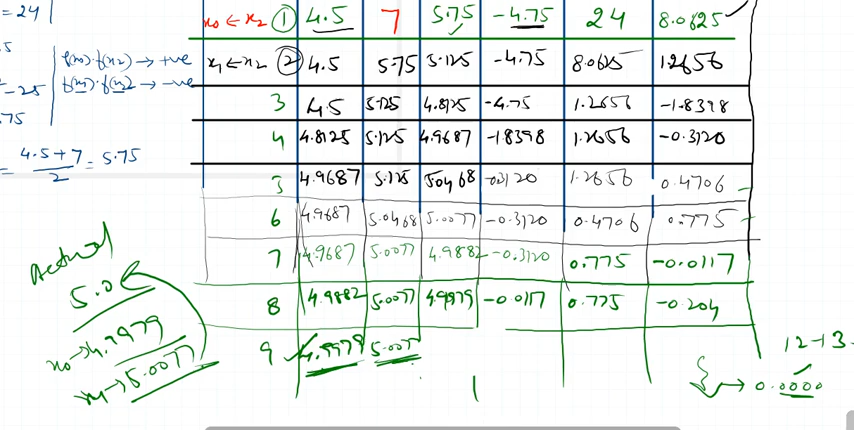 = 24
x0 ← x2 ① 4.5 7 5.75 -4.75 24 8.0625
.5
f(x0).f(x2) → +ve
x1 ← x2 ② 4.5 5.75 5.125 -4.75 8.0625 1.2656
-25
f(x1).f(x2) → -ve
.75
3 4.5 5.125 4.8125 -4.75 1.2656 -1.8398
4 4.8125 5.125 4.9687 -1.8398 1.2656 -0.3120
= 4.5+7 / 2 = 5.75
5 4.9687 5.125 5.0468 -0.3120 1.2656 0.4706
6 4.9687 5.0468 5.0077 -0.3120 0.4706 0.775
Actual
7 4.9687 5.0077 4.9882 -0.3120 0.775 -0.0117
5.0
8 4.9882 5.0077 4.9979 -0.0117 0.775 -0.204
x0 → 4.9979
9 4.9979 5.0077
12-13
x1 → 5.0077
→ 0.0000